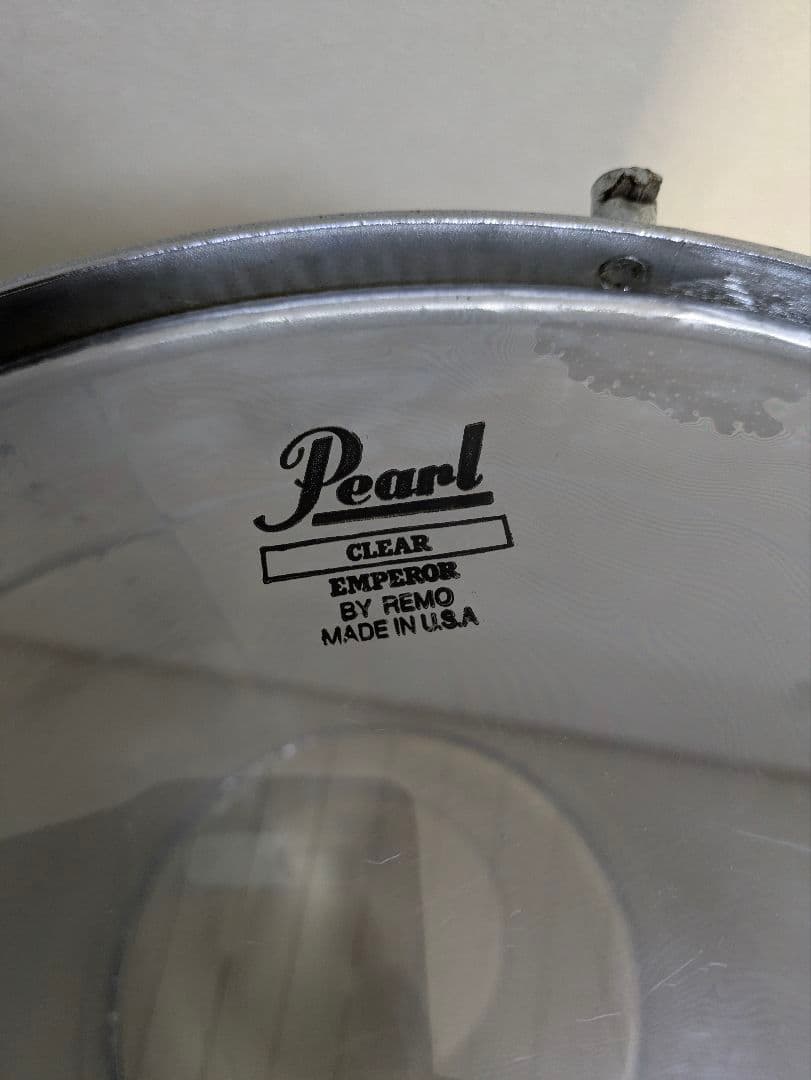 Pearl
CLEAR
EMPEROR
BY REMO
MADE IN U.S.A